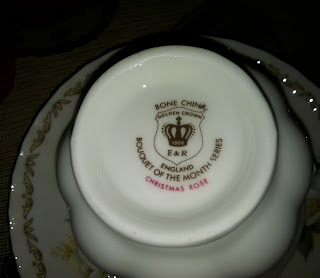 BONE CHINA
GOLDEN CROWN
E & R
ENGLAND
BOUQUET OF THE MONTH SERIES
CHRISTMAS ROSE